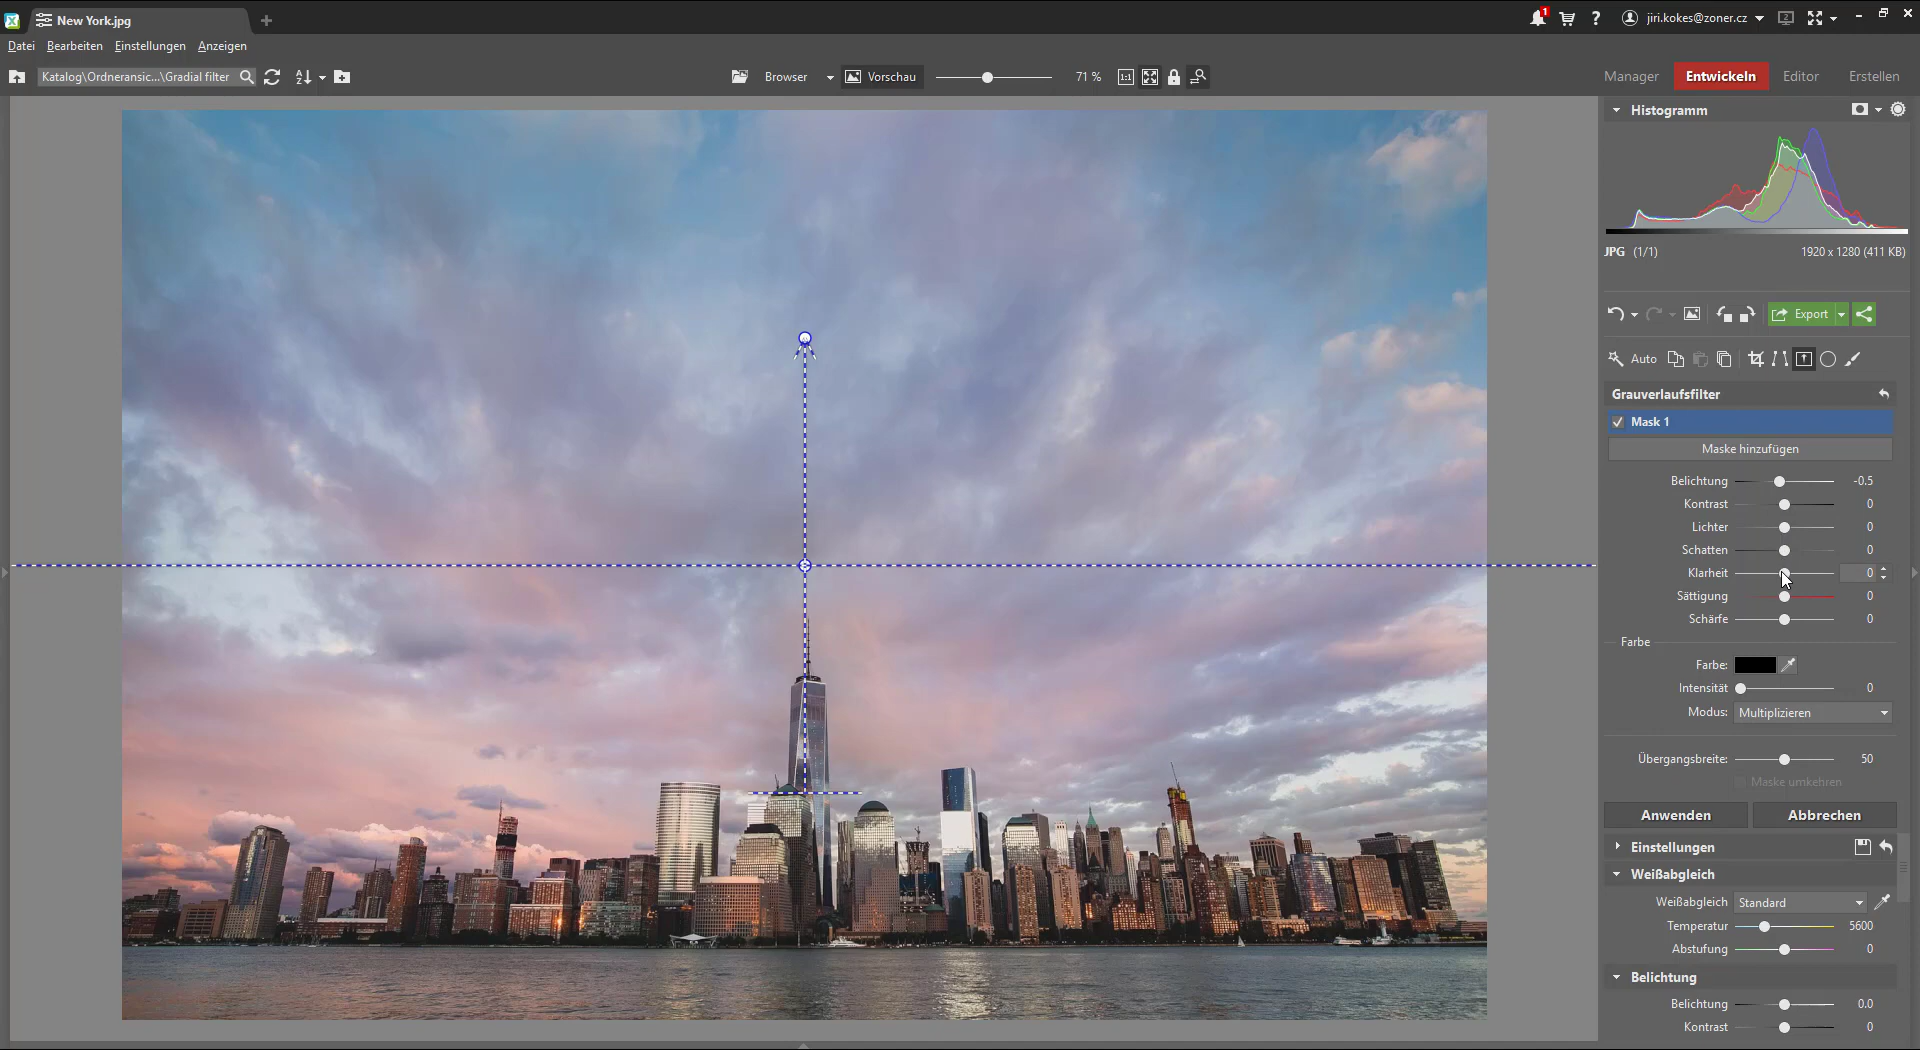 New York.jpg
1
jiri.kokes@zoner.cz
2
Datei Bearbeiten Einstellungen Anzeigen
Katalog\Ordneransic...\Gradial filter
Browser
Vorschau
71 %
1:1
Manager Entwickeln Editor Erstellen
Histogramm
JPG (1/1) 1920 x 1280 (411 KB)
Export
Auto
Grauverlaufsfilter
Mask 1
Maske hinzufügen
Belichtung -0.5
Kontrast 0
Lichter 0
Schatten 0
Klarheit 0
Sättigung 0
Schärfe 0
Farbe
Farbe:
Intensität 0
Modus: Multiplizieren
Übergangsbreite: 50
Maske umkehren
Anwenden Abbrechen
Einstellungen
Weißabgleich
Weißabgleich Standard
Temperatur 5600
Abstufung 0
Belichtung
Belichtung 0.0
Kontrast 0